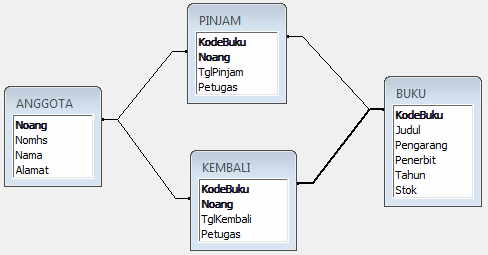 PINJAM
KodeBuku
Noang
TglPinjam
Petugas
ANGGOTA
Noang
Nomhs
Nama
Alamat
BUKU
KodeBuku
Judul
Pengarang
Penerbit
Tahun
Stok
KEMBALI
KodeBuku
Noang
TglKembali
Petugas